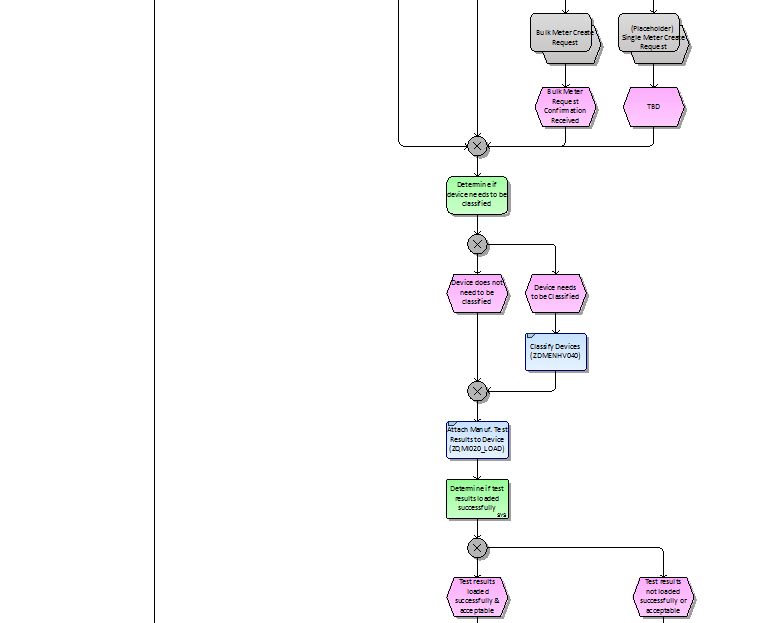 Bulk Meter Create
Request
(Placeholder)
Single Meter Create
Request
Bulk Meter
Request
Confirmation
Received
TBD
Determine if
device needs to be
classified
Device does not
need to be
classified
Device needs
to be Classified
Classify Devices
(ZDMENHV040)
Attach Manuf. Test
Results to Device
(ZQMI020_LOAD)
Determine if test
results loaded
successfully
SYS
Test results
loaded
successfully &
acceptable
Test results
not loaded
successfully or
acceptable